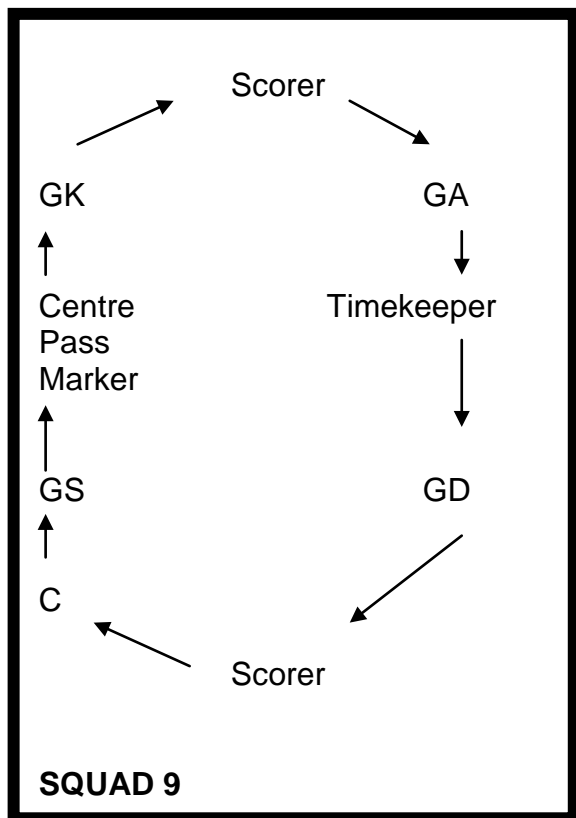 Scorer
GK
GA
Centre
Pass
Marker
Timekeeper
GS
GD
C
Scorer
SQUAD 9